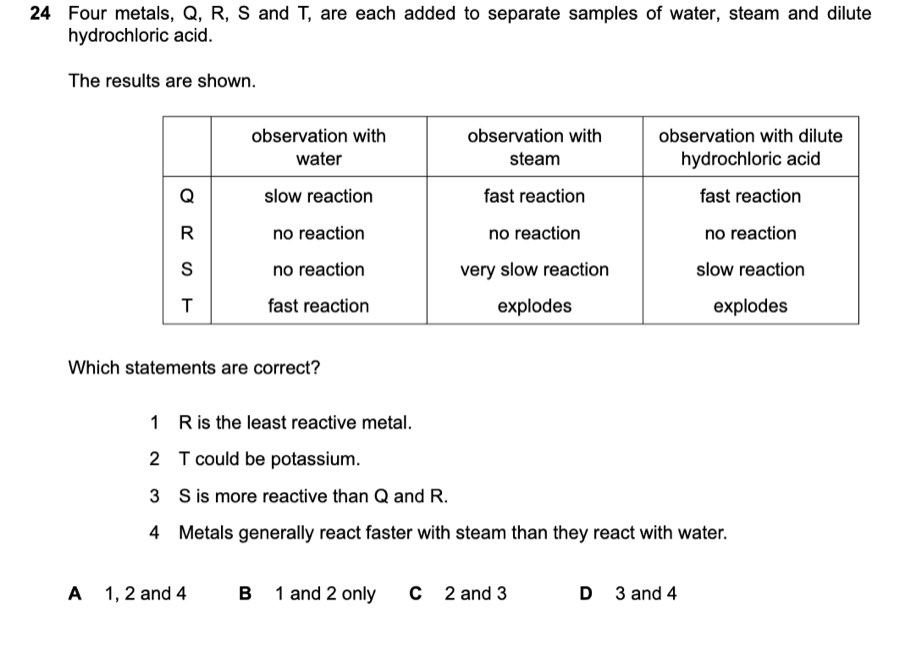 24 Four metals, Q, R, S and T, are each added to separate samples of water, steam and dilute
hydrochloric acid.
The results are shown.
observation with water observation with steam observation with dilute hydrochloric acid
Q slow reaction fast reaction fast reaction
R no reaction no reaction no reaction
S no reaction very slow reaction slow reaction
T fast reaction explodes explodes
Which statements are correct?
1 R is the least reactive metal.
2 T could be potassium.
3 S is more reactive than Q and R.
4 Metals generally react faster with steam than they react with water.
A 1, 2 and 4 B 1 and 2 only C 2 and 3 D 3 and 4